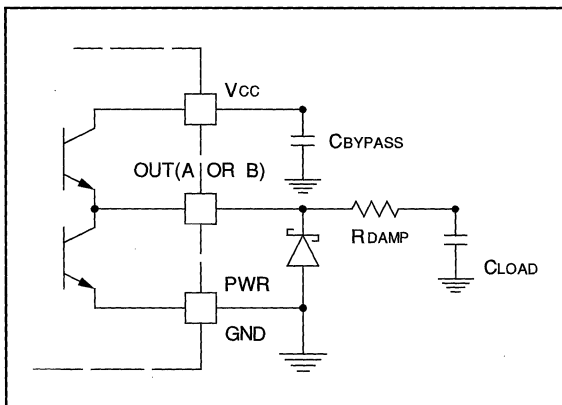 VCC
CBYPASS
OUT(A OR B)
RDAMP
CLOAD
PWR
GND